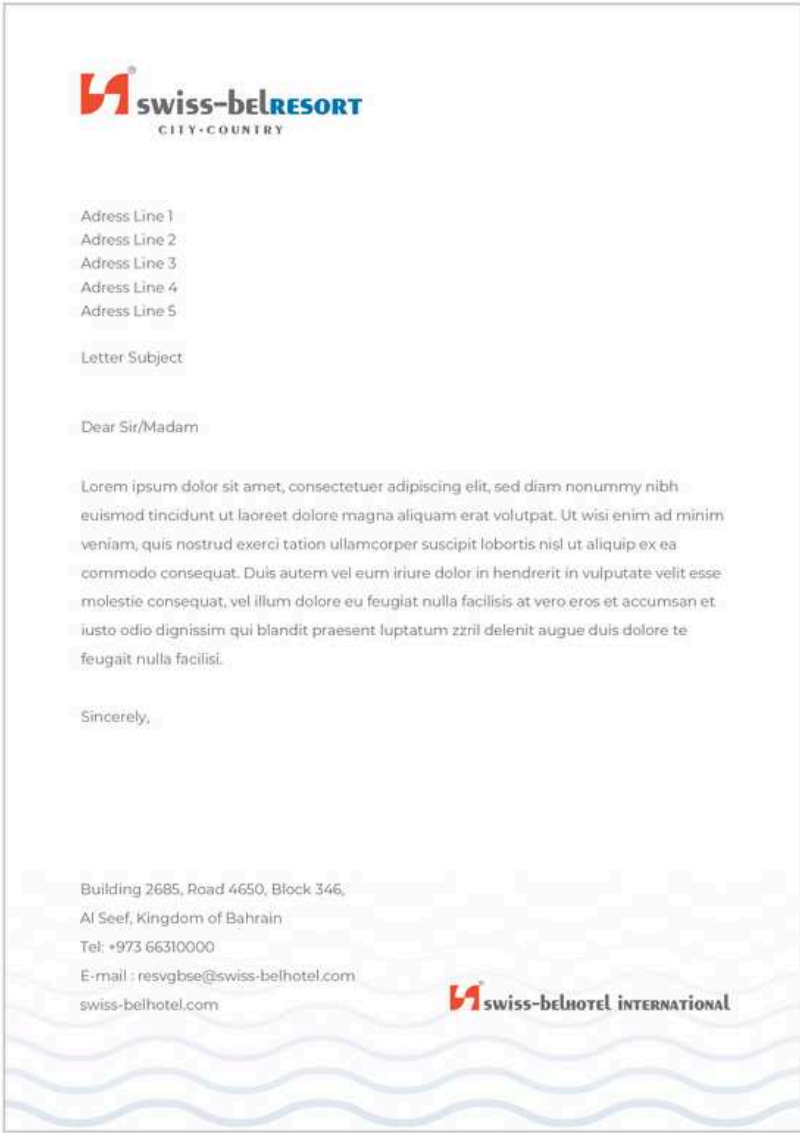 ®
swiss-belRESORT
CITY•COUNTRY
Adress Line 1
Adress Line 2
Adress Line 3
Adress Line 4
Adress Line 5
Letter Subject
Dear Sir/Madam
Lorem ipsum dolor sit amet, consectetuer adipiscing elit, sed diam nonummy nibh
euismod tincidunt ut laoreet dolore magna aliquam erat volutpat. Ut wisi enim ad minim
veniam, quis nostrud exerci tation ullamcorper suscipit lobortis nisl ut aliquip ex ea
commodo consequat. Duis autem vel eum iriure dolor in hendrerit in vulputate velit esse
molestie consequat, vel illum dolore eu feugiat nulla facilisis at vero eros et accumsan et
iusto odio dignissim qui blandit praesent luptatum zzril delenit augue duis dolore te
feugait nulla facilisi.
Sincerely,
Building 2685, Road 4650, Block 346,
Al Seef, Kingdom of Bahrain
Tel: +973 66310000
E-mail : resvgbse@swiss-belhotel.com
swiss-belhotel.com
swiss-belHOTEL INTERNATIONAL